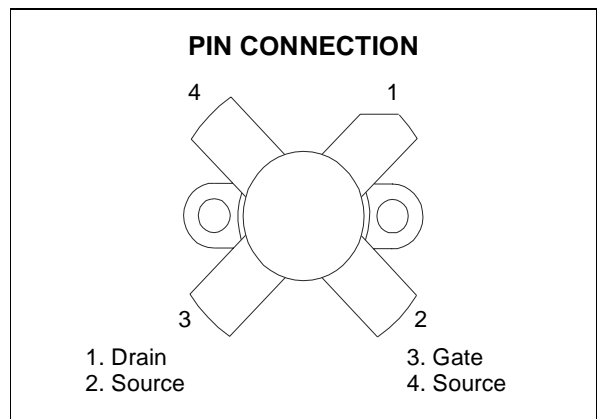 PIN CONNECTION
4
1
3
2
1. Drain
3. Gate
2. Source
4. Source